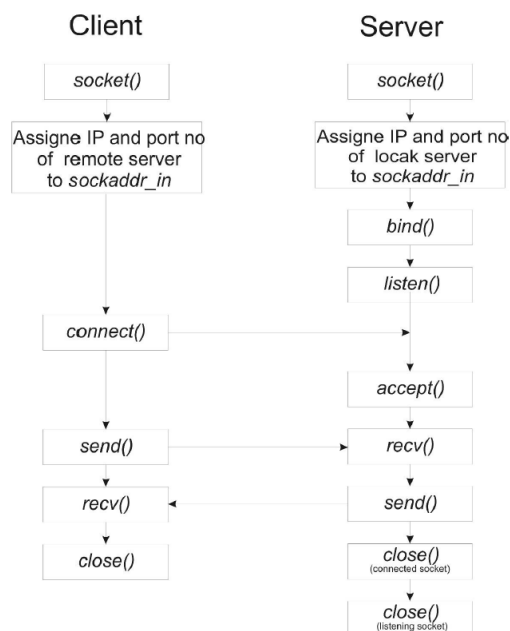 Client
Server
socket()
Assigne IP and port no
of remote server
to sockaddr_in
connect()
send()
recv()
close()
socket()
Assigne IP and port no
of locak server
to sockaddr_in
bind()
listen()
accept()
recv()
send()
close()
(connected socket)
close()
(listening socket)